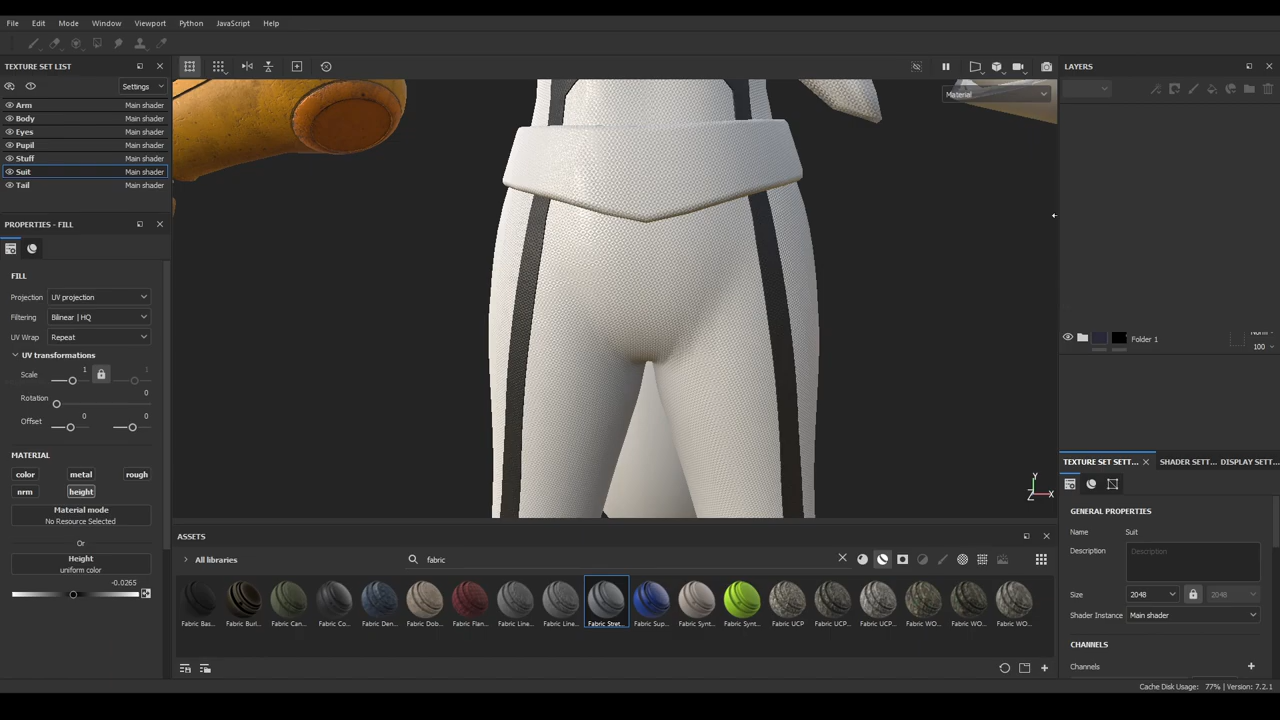 File Edit Mode Window Viewport Python JavaScript Help
TEXTURE SET LIST
Settings
Arm Main shader
Body Main shader
Eyes Main shader
Pupil Main shader
Stuff Main shader
Suit Main shader
Tail Main shader
PROPERTIES - FILL
FILL
Projection UV projection
Filtering Bilinear | HQ
UV Wrap Repeat
UV transformations
Scale 1 1
Rotation 0
Offset 0 0
MATERIAL
color metal rough
nrm height
Material mode
No Resource Selected
Or
Height
uniform color
-0.0265
Material
Y
Z X
ASSETS
All libraries fabric
Fabric Bas... Fabric Burl... Fabric Can... Fabric Co... Fabric Den... Fabric Dob... Fabric Flan... Fabric Line... Fabric Line... Fabric Stret... Fabric Sup... Fabric Synt... Fabric Synt... Fabric UCP Fabric UCP... Fabric UCP... Fabric WO... Fabric WO... Fabric WO...
LAYERS
Folder 1
100
TEXTURE SET SETT... SHADER SETT... DISPLAY SETT...
GENERAL PROPERTIES
Name Suit
Description Description
Size 2048 2048
Shader Instance Main shader
CHANNELS
Channels
Cache Disk Usage: 77% | Version: 7.2.1